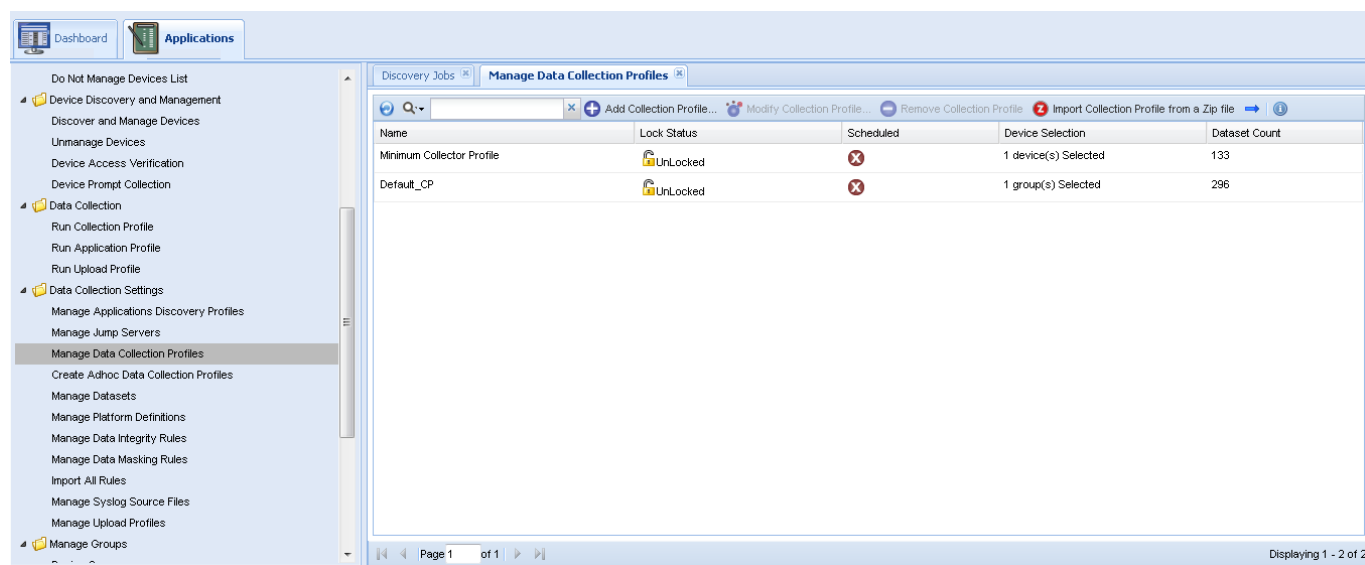 Dashboard
Applications
Do Not Manage Devices List
Device Discovery and Management
Discover and Manage Devices
Unmanage Devices
Device Access Verification
Device Prompt Collection
Data Collection
Run Collection Profile
Run Application Profile
Run Upload Profile
Data Collection Settings
Manage Applications Discovery Profiles
Manage Jump Servers
Manage Data Collection Profiles
Create Adhoc Data Collection Profiles
Manage Datasets
Manage Platform Definitions
Manage Data Integrity Rules
Manage Data Masking Rules
Import All Rules
Manage Syslog Source Files
Manage Upload Profiles
Manage Groups
Discovery Jobs Manage Data Collection Profiles
Add Collection Profile... Modify Collection Profile... Remove Collection Profile Import Collection Profile from a Zip file
Name Lock Status Scheduled Device Selection Dataset Count
Minimum Collector Profile UnLocked 1 device(s) Selected 133
Default_CP UnLocked 1 group(s) Selected 296
Page 1 of 1 Displaying 1 - 2 of 2